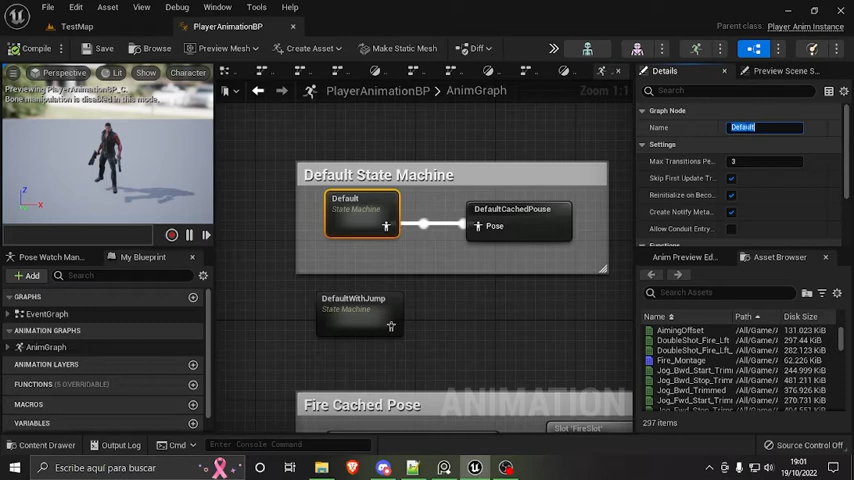 File Edit Asset View Debug Window Tools Help
TestMap
PlayerAnimationBP
Parent class: Player Anim Instance
Compile Save Browse Preview Mesh Create Asset Make Static Mesh Diff
Perspective Lit Show Character
Previewing PlayerAnimationBP_C.
Bone manipulation is disabled in this mode.
Z
X
PlayerAnimationBP > AnimGraph
Zoom 1:1
Default State Machine
Default
State Machine
DefaultCachedPouse
Pose
DefaultWithJump
State Machine
Fire Cached Pose
ANIMATION
Slot 'FireSlot'
Pose Watch Man
My Blueprint
Add
Search
GRAPHS
EventGraph
ANIMATION GRAPHS
AnimGraph
ANIMATION LAYERS
FUNCTIONS (5 OVERRIDABLE)
MACROS
VARIABLES
Details
Preview Scene S...
Search
Graph Node
Name Default
Settings
Max Transitions Pe... 3
Skip First Update Tr
Reinitialize on Beco
Create Notify Meta...
Allow Conduit Entry
Functions
Anim Preview Ed...
Asset Browser
Search Assets
Name Path Disk Size
AimingOffset /All/Game// 131.023 KiB
DoubleShot_Fire_Lft /All/Game// 297.44 KiB
DoubleShot_Fire_Lft_ /All/Game// 282.123 KiB
Fire_Montage /All/Game// 62.226 KiB
Jog_Bwd_Start_Trim /All/Game// 244.999 KiB
Jog_Bwd_Stop_Trim /All/Game// 481.211 KiB
Jog_Bwd_Trimmed /All/Game// 376.926 KiB
Jog_Fwd_Start_Trim /All/Game// 270.731 KiB
297 items
Content Drawer Output Log Cmd Enter Console Command
Source Control Off
Escribe aquí para buscar
19:01
19/10/2022